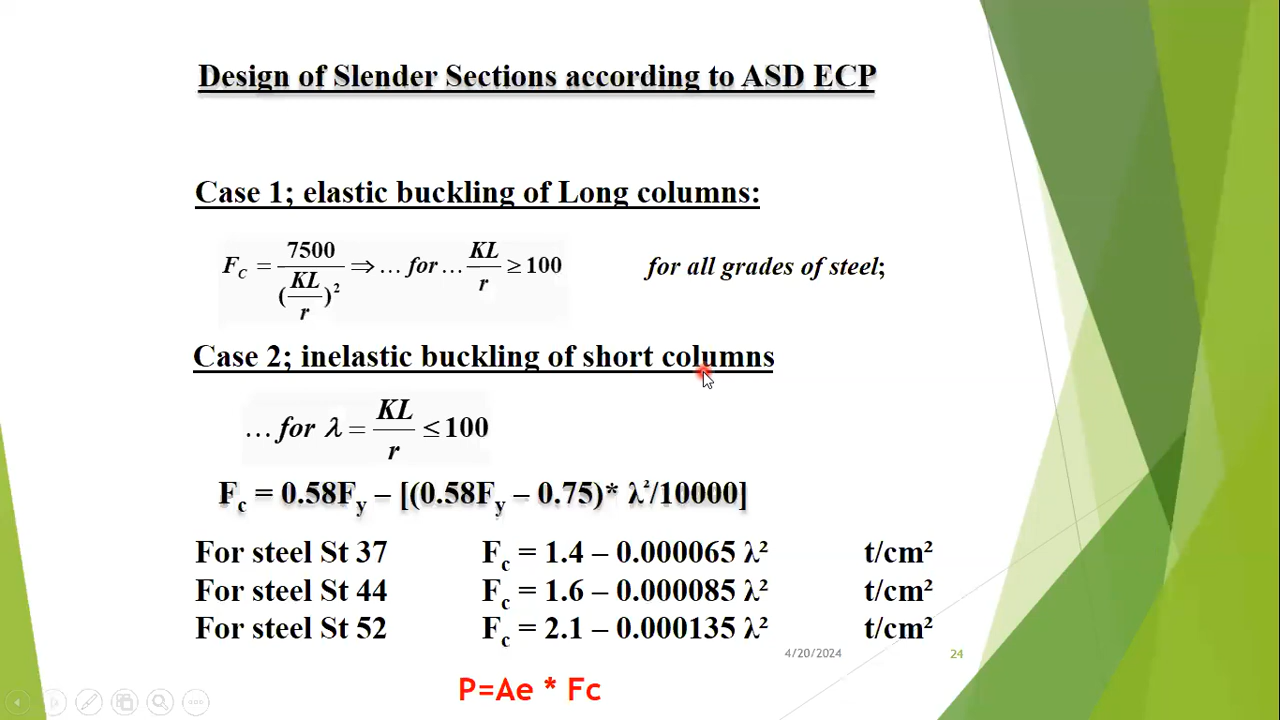 Design of Slender Sections according to ASD ECP
Case 1; elastic buckling of Long columns:
F_C = 7500 / (KL/r)² ⇒ … for … KL/r ≥ 100 for all grades of steel;
Case 2; inelastic buckling of short columns
… for λ = KL/r ≤ 100
F_c = 0.58F_y – [(0.58F_y – 0.75)* λ²/10000]
For steel St 37 F_c = 1.4 – 0.000065 λ² t/cm²
For steel St 44 F_c = 1.6 – 0.000085 λ² t/cm²
For steel St 52 F_c = 2.1 – 0.000135 λ² t/cm²
4/20/2024 24
P=Ae * Fc